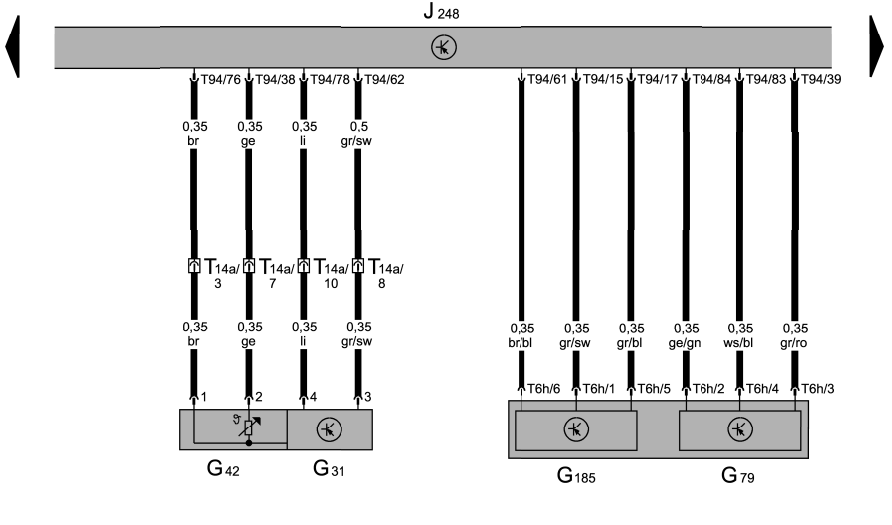 J 248
T94/76 T94/38 T94/78 T94/62 T94/61 T94/15 T94/17 T94/84 T94/83 T94/39
0,35 0,35 0,35 0,5
br ge li gr/sw
T14a/ T14a/ T14a/ T14a/
3 7 10 8
0,35 0,35 0,35 0,35 0,35 0,35 0,35 0,35 0,35 0,35
br ge li gr/sw br/bl gr/sw gr/bl ge/gn ws/bl gr/ro
1 2 4 3 T6h/6 T6h/1 T6h/5 T6h/2 T6h/4 T6h/3
ϑ
G42 G31 G185 G79